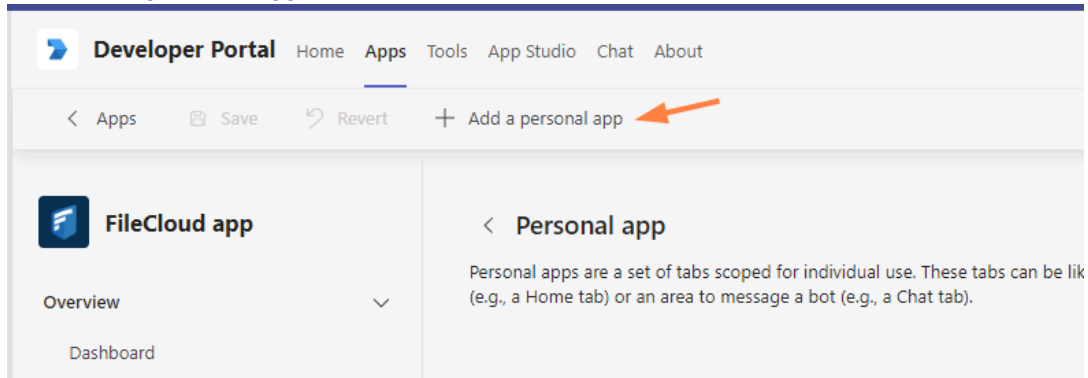 Developer Portal Home Apps Tools App Studio Chat About
Apps Save Revert + Add a personal app
FileCloud app
Personal app
Personal apps are a set of tabs scoped for individual use. These tabs can be
(e.g., a Home tab) or an area to message a bot (e.g., a Chat tab).
Overview
Dashboard